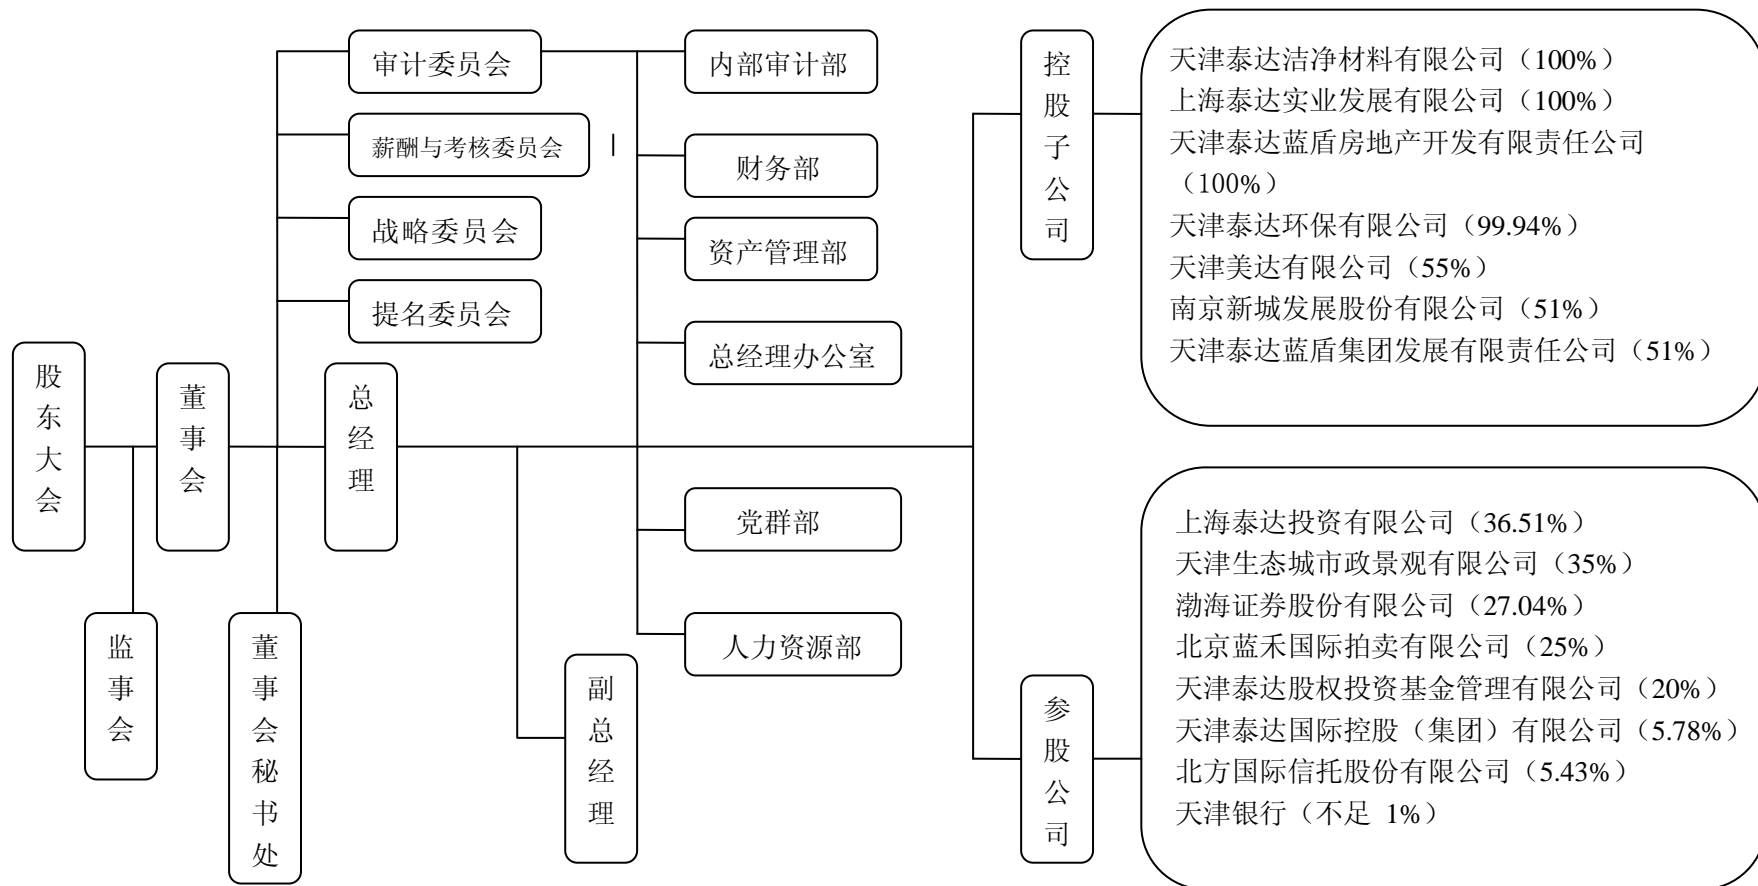 股东大会
董事会
监事会
董事会秘书处
总经理
副总经理
审计委员会
薪酬与考核委员会
战略委员会
提名委员会
内部审计部
财务部
资产管理部
总经理办公室
党群部
人力资源部
控股子公司
天津泰达洁净材料有限公司（100%）
上海泰达实业发展有限公司（100%）
天津泰达蓝盾房地产开发有限责任公司
（100%）
天津泰达环保有限公司（99.94%）
天津美达有限公司（55%）
南京新城发展股份有限公司（51%）
天津泰达蓝盾集团发展有限责任公司（51%）
参股公司
上海泰达投资有限公司（36.51%）
天津生态城市政景观有限公司（35%）
渤海证券股份有限公司（27.04%）
北京蓝禾国际拍卖有限公司（25%）
天津泰达股权投资基金管理有限公司（20%）
天津泰达国际控股（集团）有限公司（5.78%）
北方国际信托股份有限公司（5.43%）
天津银行（不足 1%）